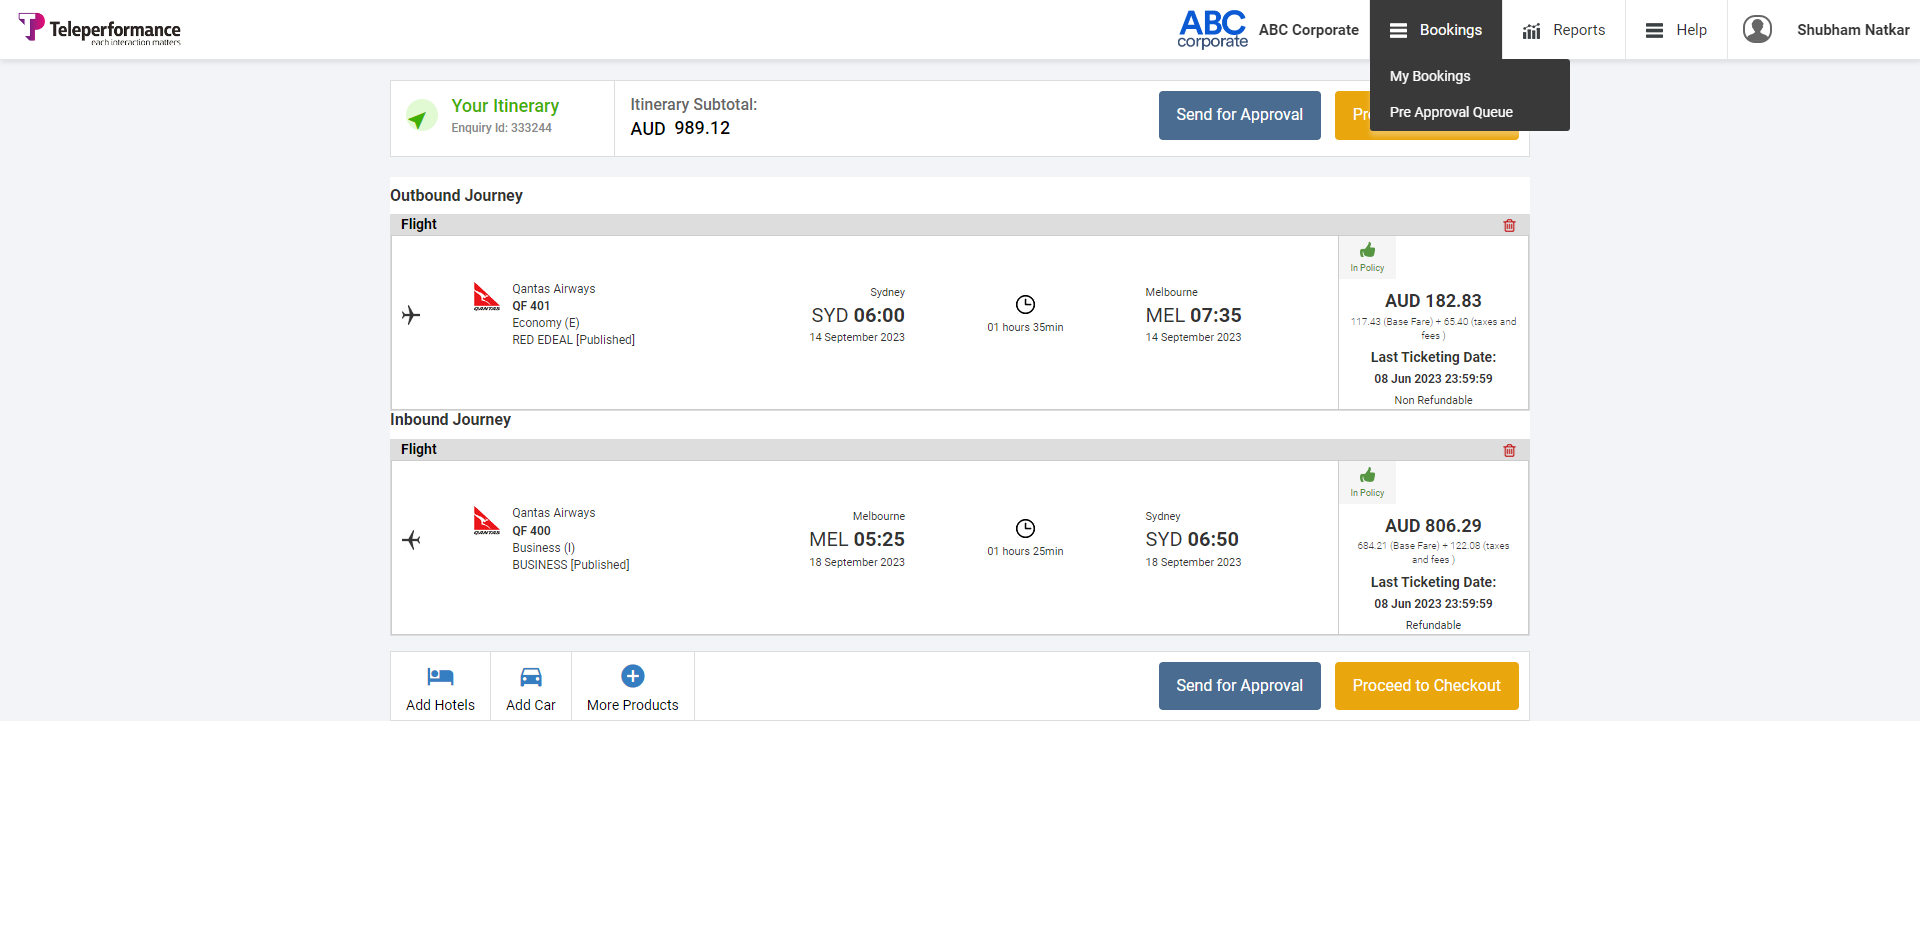 Teleperformance
each interaction matters
ABC
corporate
ABC Corporate
Bookings
Reports
Help
Shubham Natkar
My Bookings
Pre Approval Queue
Your Itinerary
Enquiry Id: 333244
Itinerary Subtotal:
AUD 989.12
Send for Approval
Outbound Journey
Flight
Qantas Airways
QF 401
Economy (E)
RED EDEAL [Published]
Sydney
SYD 06:00
14 September 2023
01 hours 35min
Melbourne
MEL 07:35
14 September 2023
In Policy
AUD 182.83
117.43 (Base Fare) + 65.40 (taxes and
fees )
Last Ticketing Date:
08 Jun 2023 23:59:59
Non Refundable
Inbound Journey
Flight
QANTAS
Qantas Airways
QF 400
Business (I)
BUSINESS [Published]
Melbourne
MEL 05:25
18 September 2023
01 hours 25min
Sydney
SYD 06:50
18 September 2023
In Policy
AUD 806.29
684.21 (Base Fare) + 122.08 (taxes
and fees )
Last Ticketing Date:
08 Jun 2023 23:59:59
Refundable
Add Hotels
Add Car
More Products
Send for Approval
Proceed to Checkout